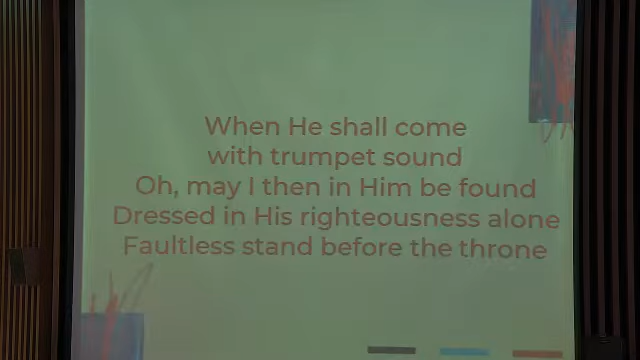 When He shall come
with trumpet sound
Oh, may I then in Him be found
Dressed in His righteousness alone
Faultless stand before the throne